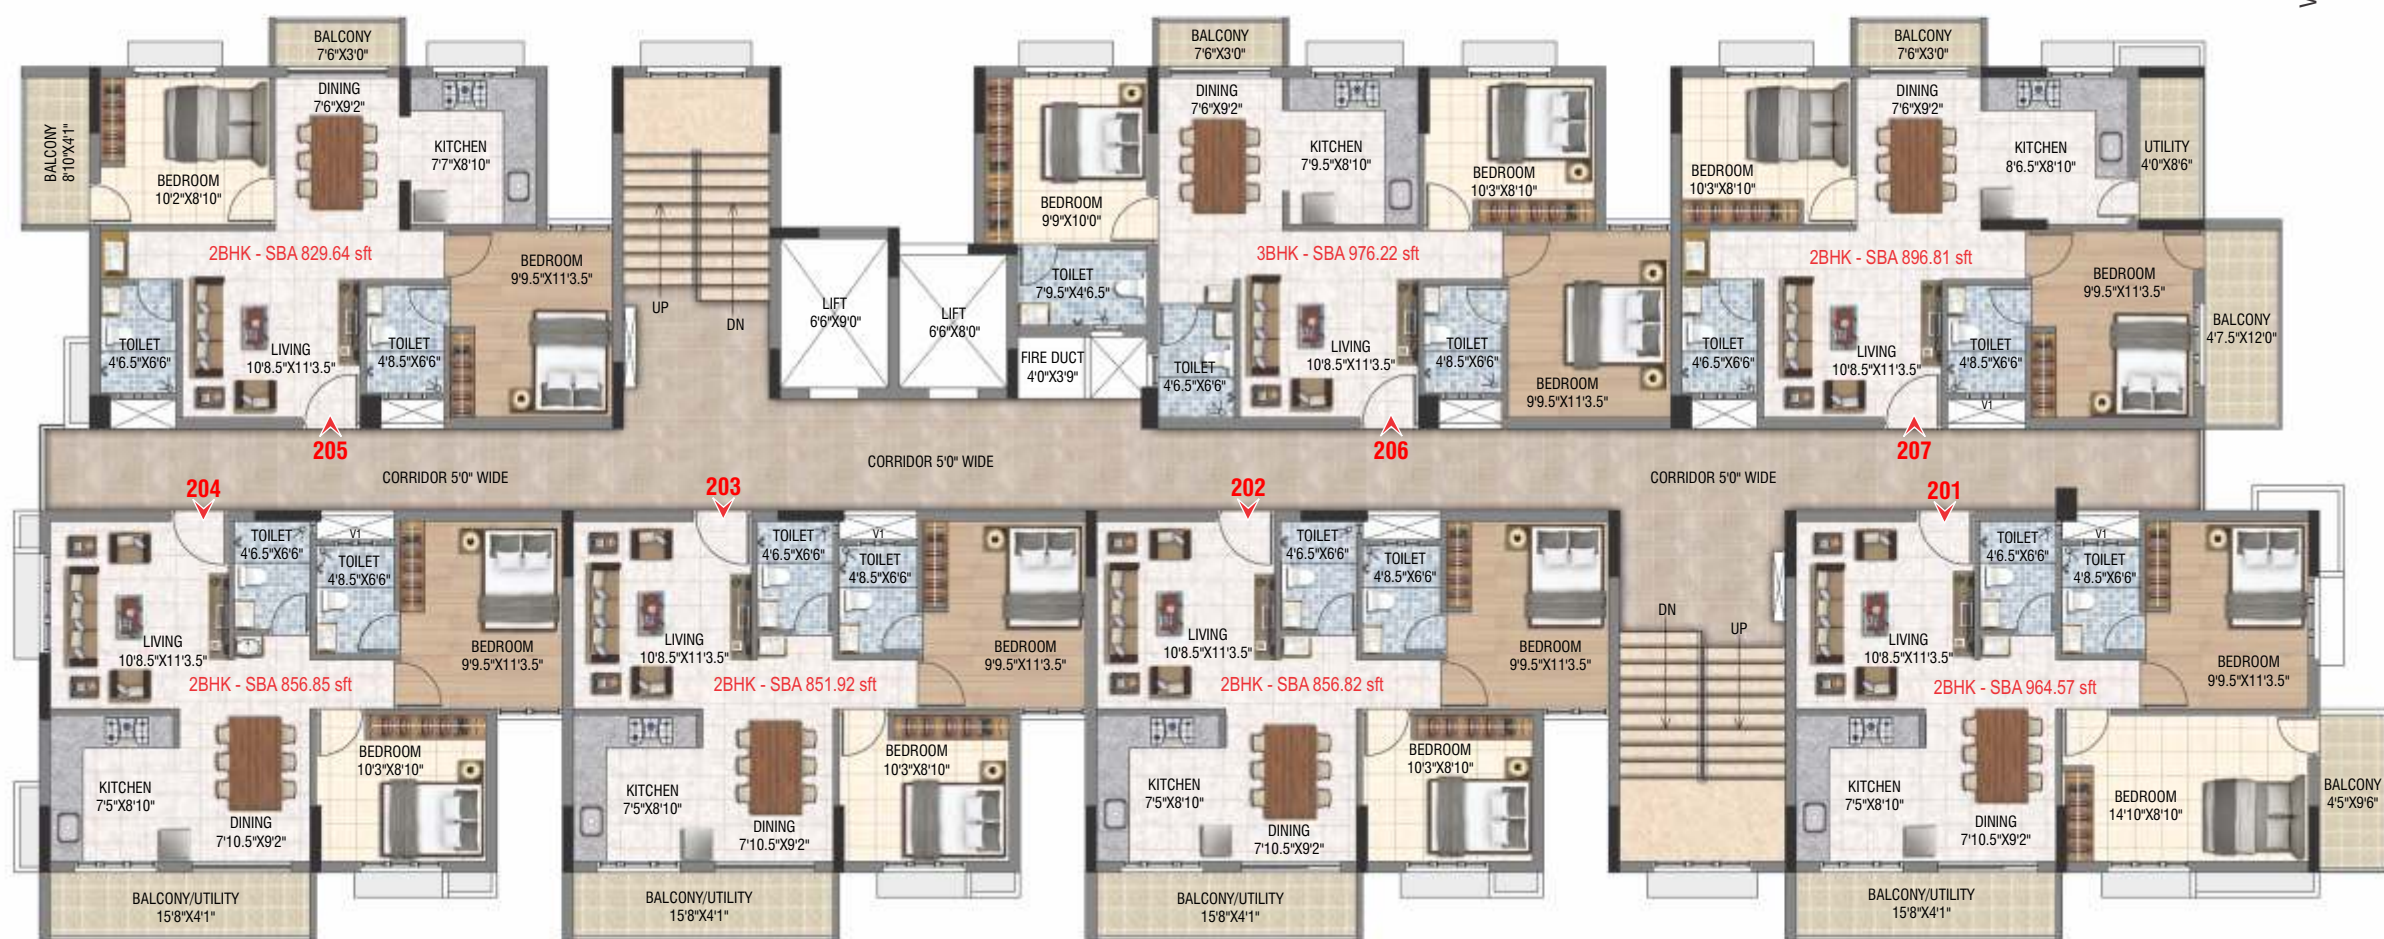 BALCONY
7'6"X3'0"
DINING
7'6"X9'2"
BALCONY
8'10"X4'1"
BEDROOM
10'2"X8'10"
KITCHEN
7'7"X8'10"
2BHK - SBA 829.64 sft
BEDROOM
9'9.5"X11'3.5"
TOILET
4'6.5"X6'6"
LIVING
10'8.5"X11'3.5"
TOILET
4'8.5"X6'6"
205
UP
DN
LIFT
6'6"X9'0"
LIFT
6'6"X8'0"
BALCONY
7'6"X3'0"
DINING
7'6"X9'2"
KITCHEN
7'9.5"X8'10"
BEDROOM
10'3"X8'10"
BEDROOM
9'9"X10'0"
3BHK - SBA 976.22 sft
TOILET
7'9.5"X4'6.5"
FIRE DUCT
4'0"X3'9"
TOILET
4'6.5"X6'6"
LIVING
10'8.5"X11'3.5"
TOILET
4'8.5"X6'6"
BEDROOM
9'9.5"X11'3.5"
206
BALCONY
7'6"X3'0"
DINING
7'6"X9'2"
BEDROOM
10'3"X8'10"
KITCHEN
8'6.5"X8'10"
UTILITY
4'0"X8'6"
2BHK - SBA 896.81 sft
BEDROOM
9'9.5"X11'3.5"
BALCONY
4'7.5"X12'0"
TOILET
4'6.5"X6'6"
LIVING
10'8.5"X11'3.5"
TOILET
4'8.5"X6'6"
V1
207
CORRIDOR 5'0" WIDE
CORRIDOR 5'0" WIDE
CORRIDOR 5'0" WIDE
204
TOILET
4'6.5"X6'6"
V1
TOILET
4'8.5"X6'6"
LIVING
10'8.5"X11'3.5"
BEDROOM
9'9.5"X11'3.5"
2BHK - SBA 856.85 sft
BEDROOM
10'3"X8'10"
KITCHEN
7'5"X8'10"
DINING
7'10.5"X9'2"
BALCONY/UTILITY
15'8"X4'1"
203
TOILET
4'6.5"X6'6"
V1
TOILET
4'8.5"X6'6"
LIVING
10'8.5"X11'3.5"
BEDROOM
9'9.5"X11'3.5"
2BHK - SBA 851.92 sft
BEDROOM
10'3"X8'10"
KITCHEN
7'5"X8'10"
DINING
7'10.5"X9'2"
BALCONY/UTILITY
15'8"X4'1"
202
TOILET
4'6.5"X6'6"
TOILET
4'8.5"X6'6"
LIVING
10'8.5"X11'3.5"
BEDROOM
9'9.5"X11'3.5"
2BHK - SBA 856.82 sft
BEDROOM
10'3"X8'10"
KITCHEN
7'5"X8'10"
DINING
7'10.5"X9'2"
BALCONY/UTILITY
15'8"X4'1"
DN
UP
201
TOILET
4'6.5"X6'6"
V1
TOILET
4'8.5"X6'6"
LIVING
10'8.5"X11'3.5"
BEDROOM
9'9.5"X11'3.5"
2BHK - SBA 964.57 sft
KITCHEN
7'5"X8'10"
DINING
7'10.5"X9'2"
BEDROOM
14'10"X8'10"
BALCONY
4'5"X9'6"
BALCONY/UTILITY
15'8"X4'1"